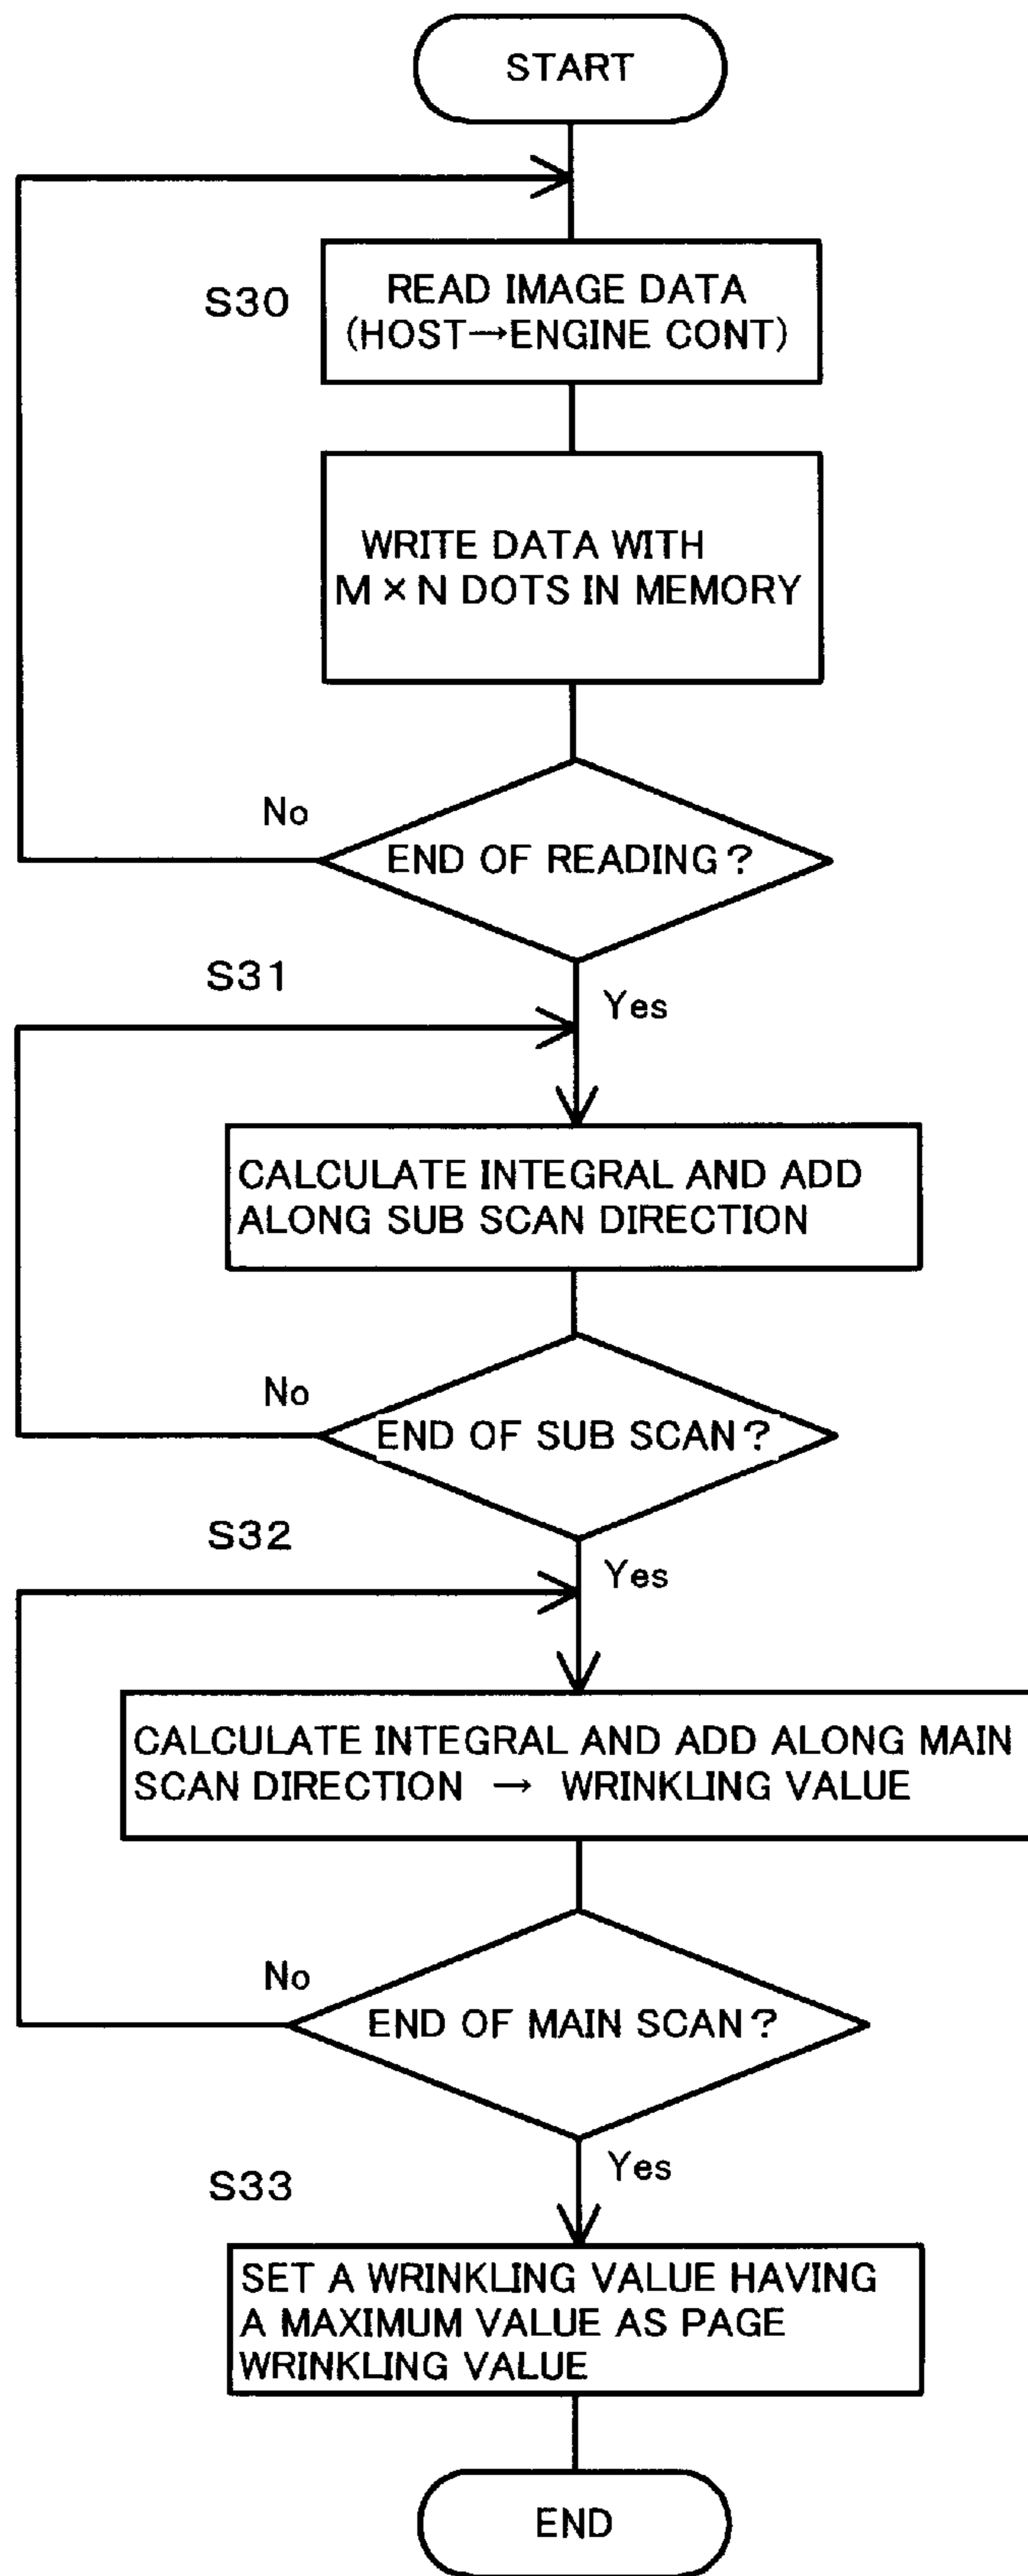 START
S30
READ IMAGE DATA
(HOST→ENGINE CONT)
WRITE DATA WITH
M×N DOTS IN MEMORY
No
END OF READING?
S31
Yes
CALCULATE INTEGRAL AND ADD
ALONG SUB SCAN DIRECTION
No
END OF SUB SCAN?
S32
Yes
CALCULATE INTEGRAL AND ADD ALONG MAIN
SCAN DIRECTION → WRINKLING VALUE
No
END OF MAIN SCAN?
Yes
S33
SET A WRINKLING VALUE HAVING
A MAXIMUM VALUE AS PAGE
WRINKLING VALUE
END